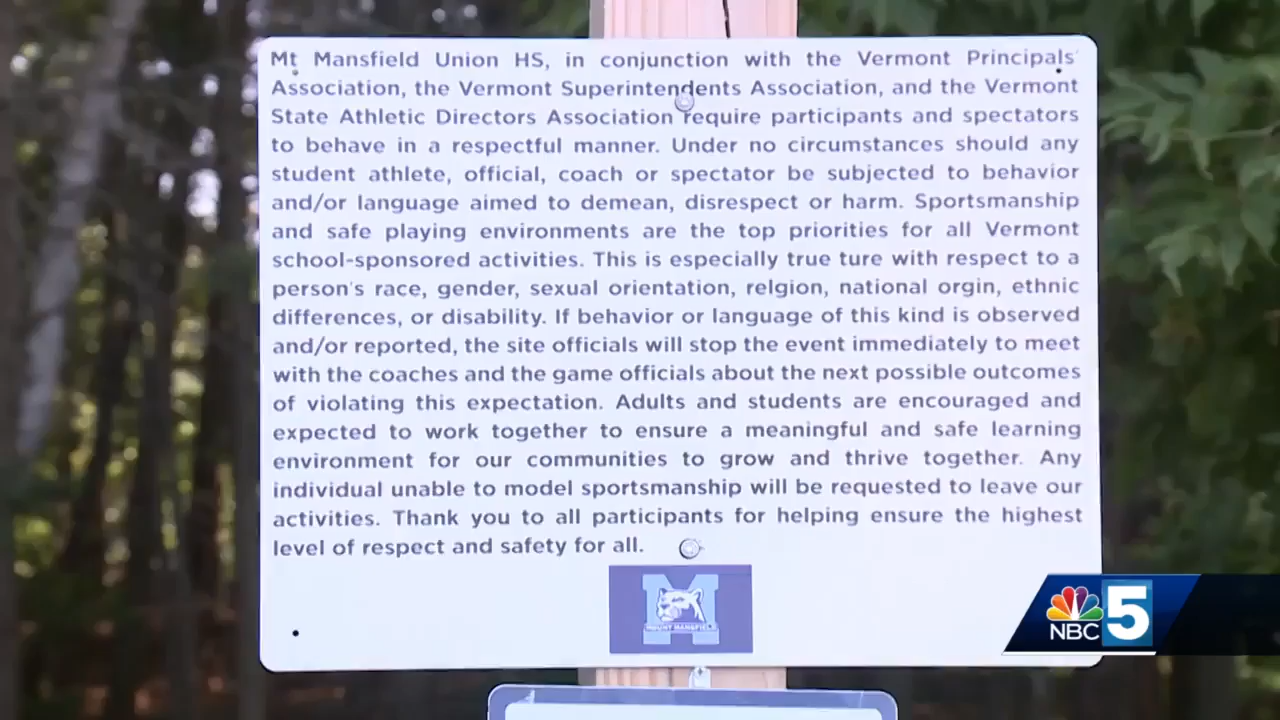 Mt Mansfield Union HS, in conjunction with the Vermont Principals'
Association, the Vermont Superintendents Association, and the Vermont
State Athletic Directors Association require participants and spectators
to behave in a respectful manner. Under no circumstances should any
student athlete, official, coach or spectator be subjected to behavior
and/or language aimed to demean, disrespect or harm. Sportsmanship
and safe playing environments are the top priorities for all Vermont
school-sponsored activities. This is especially true ture with respect to a
person's race, gender, sexual orientation, relgion, national orgin, ethnic
differences, or disability. If behavior or language of this kind is observed
and/or reported, the site officials will stop the event immediately to meet
with the coaches and the game officials about the next possible outcomes
of violating this expectation. Adults and students are encouraged and
expected to work together to ensure a meaningful and safe learning
environment for our communities to grow and thrive together. Any
individual unable to model sportsmanship will be requested to leave our
activities. Thank you to all participants for helping ensure the highest
level of respect and safety for all.
M
MOUNT MANSFIELD
NBC 5